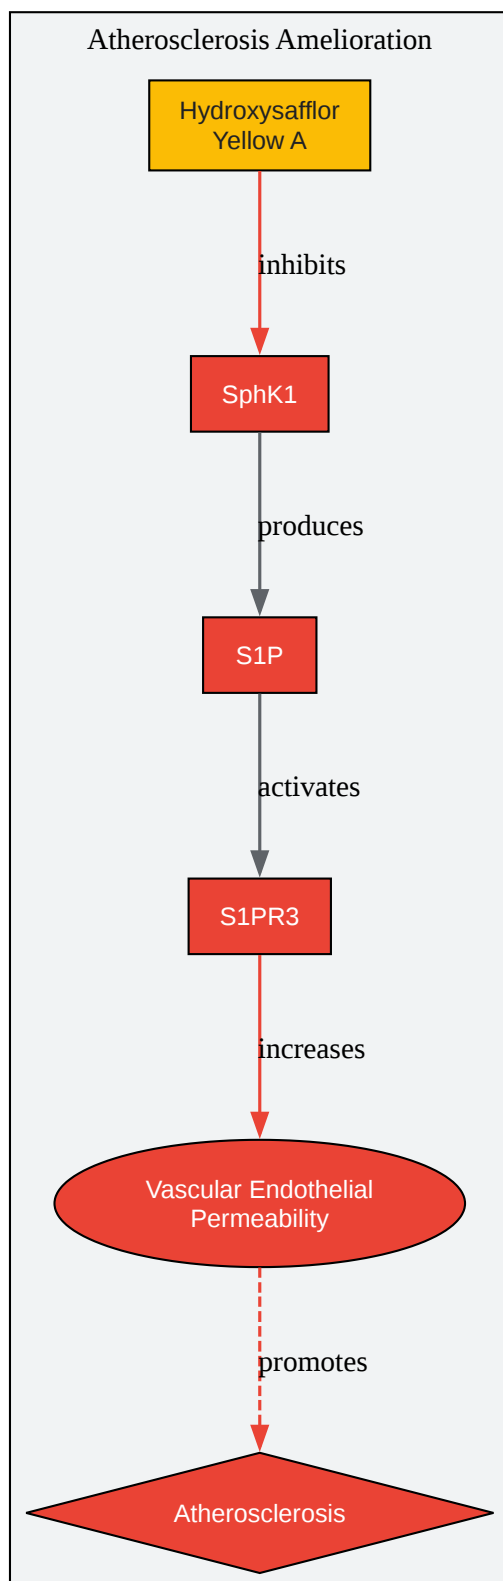 Atherosclerosis Amelioration
Hydroxysafflor
Yellow A
inhibits
SphK1
produces
S1P
activates
S1PR3
increases
Vascular Endothelial
Permeability
promotes
Atherosclerosis